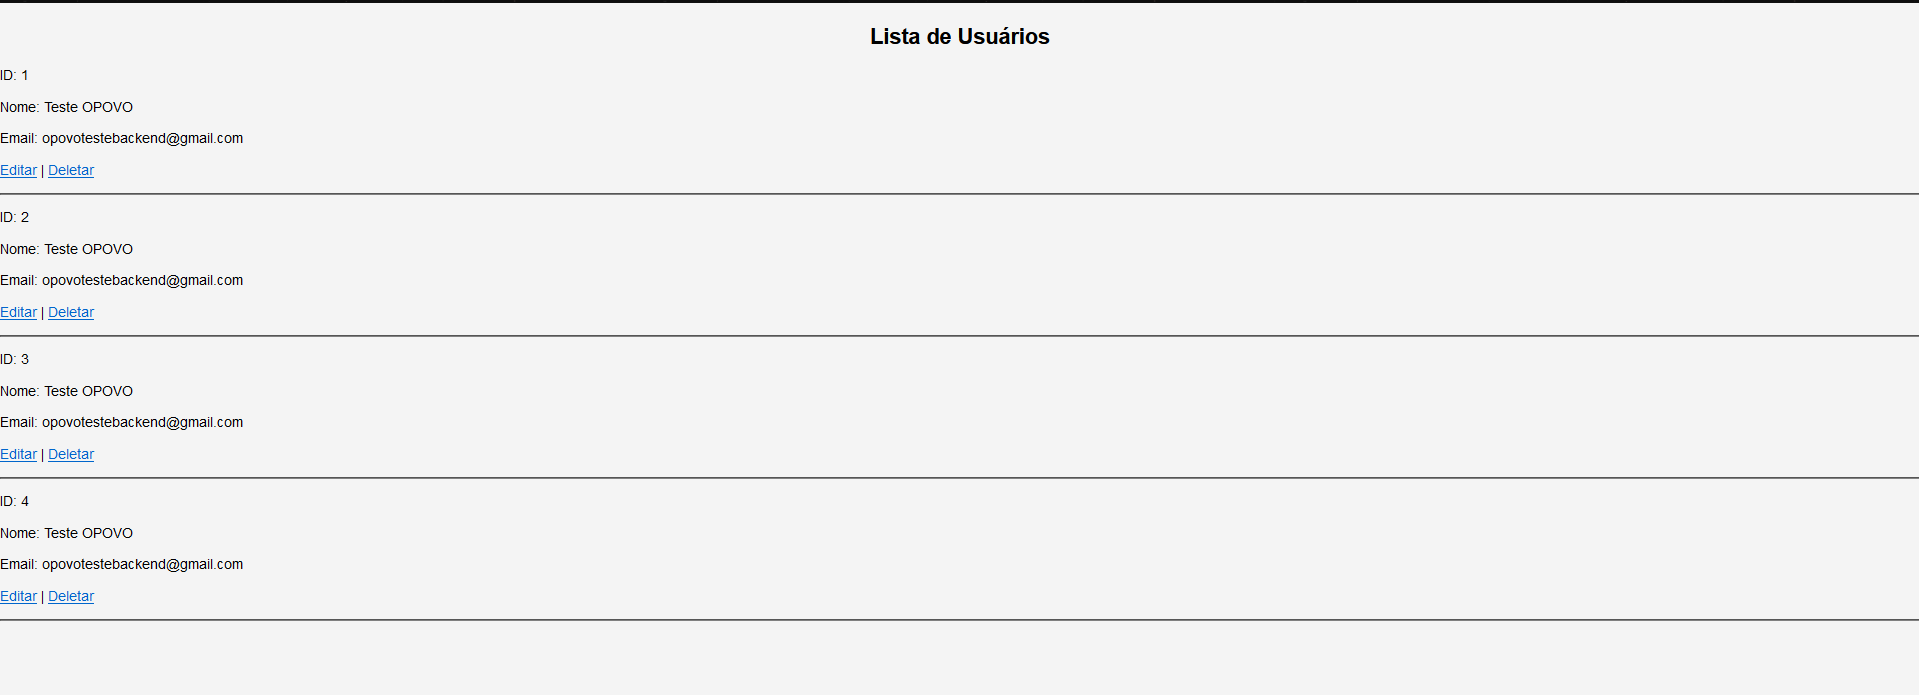 Lista de Usuários
ID: 1
Nome: Teste OPOVO
Email: opovotestebackend@gmail.com
Editar | Deletar
ID: 2
Nome: Teste OPOVO
Email: opovotestebackend@gmail.com
Editar | Deletar
ID: 3
Nome: Teste OPOVO
Email: opovotestebackend@gmail.com
Editar | Deletar
ID: 4
Nome: Teste OPOVO
Email: opovotestebackend@gmail.com
Editar | Deletar